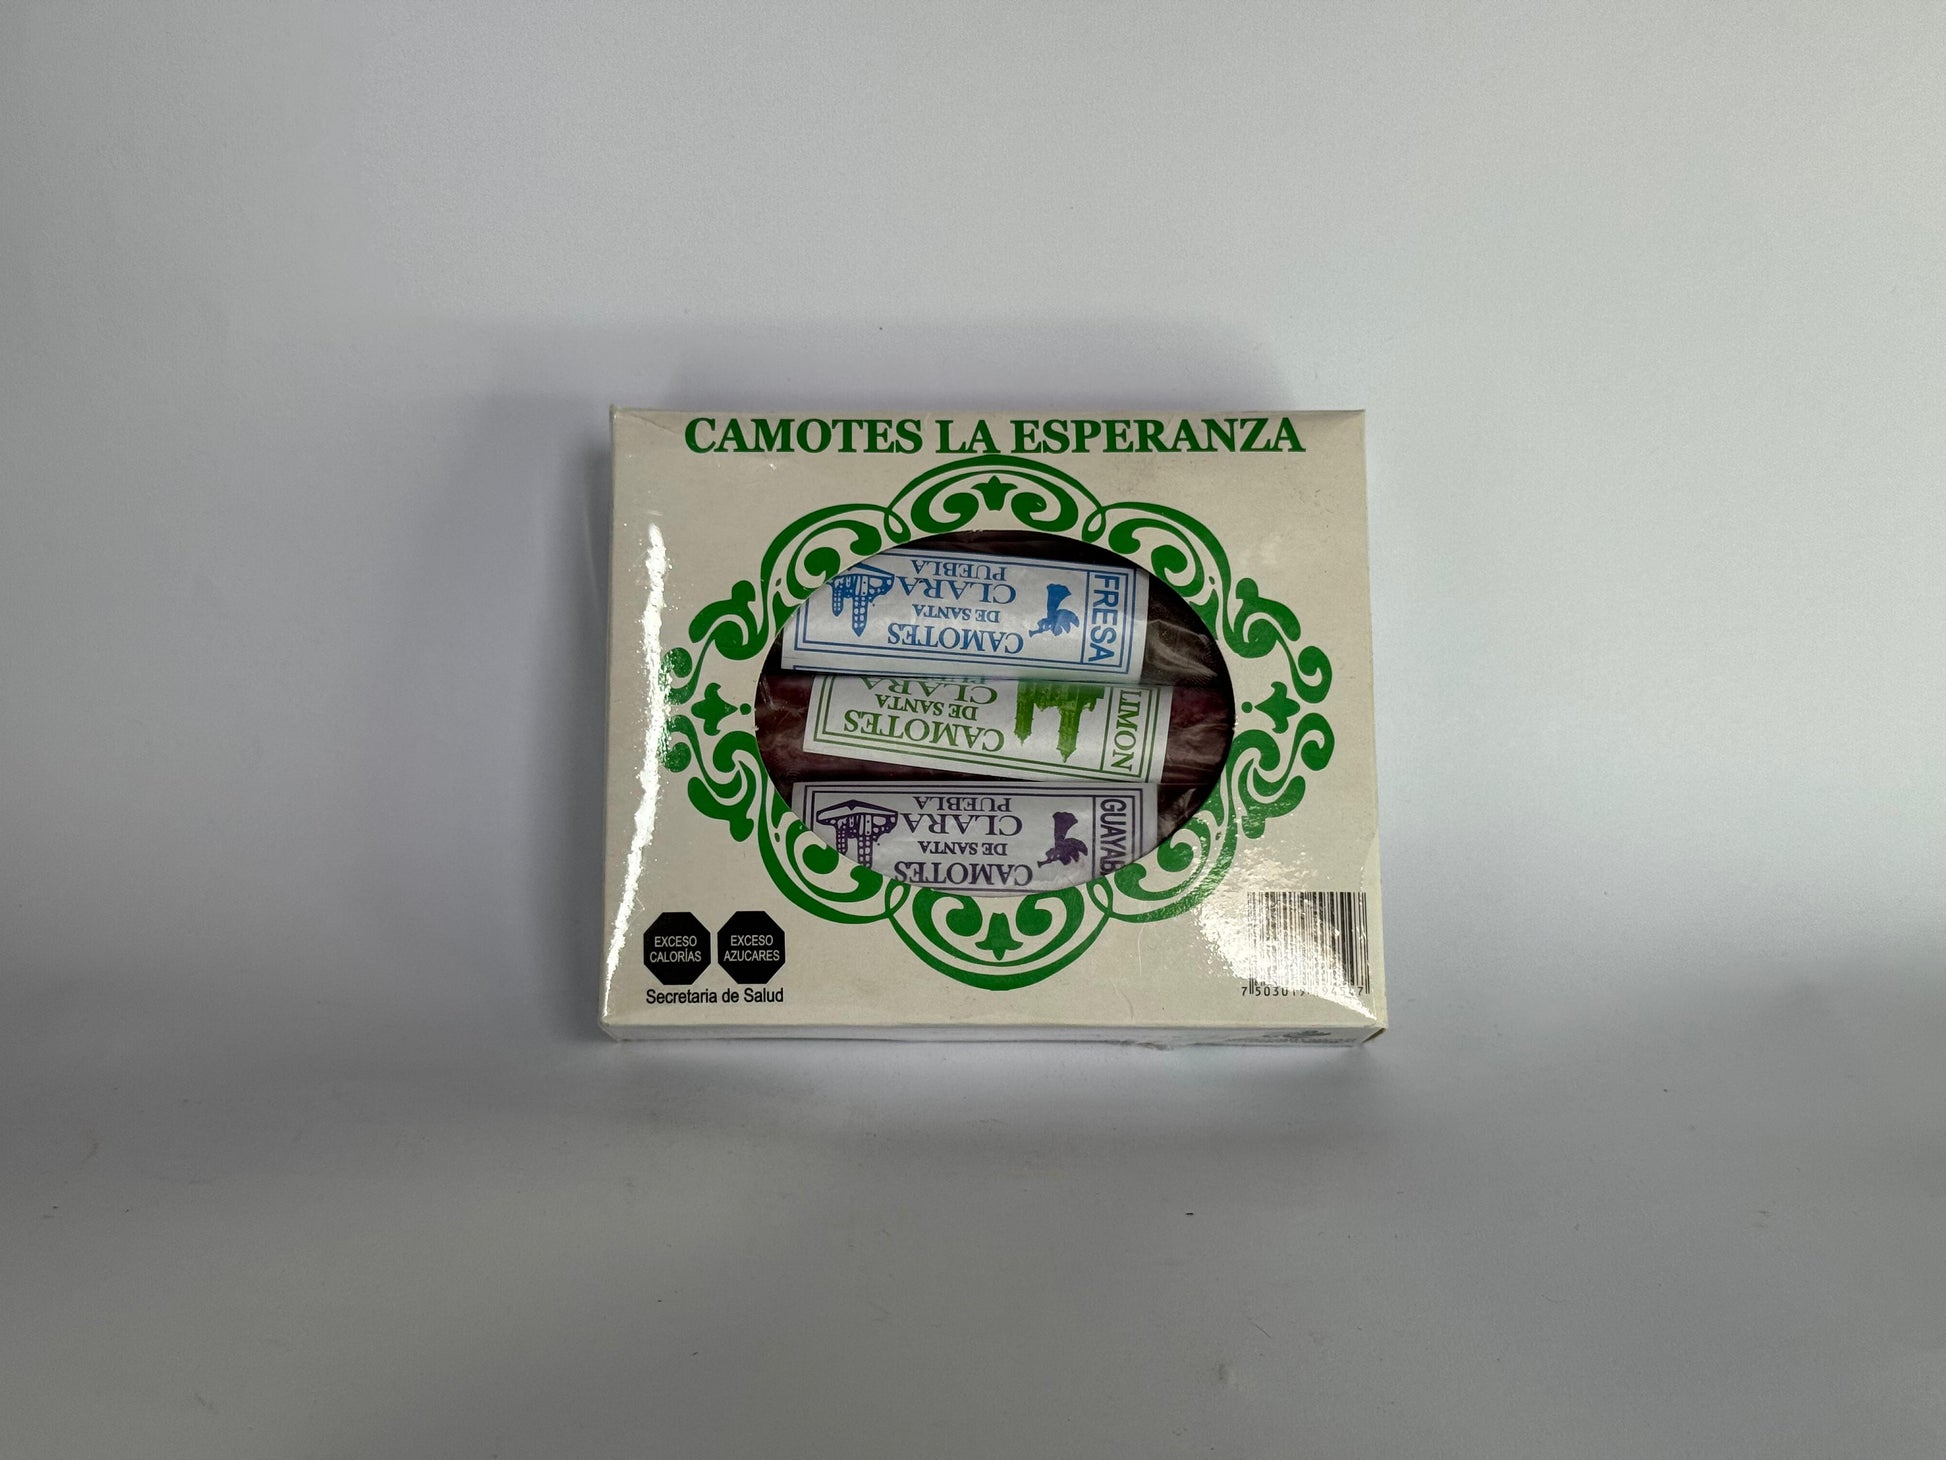 CAMOTES LA ESPERANZA
FRESA
CAMOTES
DE SANTA
CLARA
PUEBLA
LIMON
CAMOTES
DE SANTA
CLARA
GUAYAB
CAMOTES
DE SANTA
CLARA
PUEBLA
EXCESO
CALORÍAS
EXCESO
AZUCARES
Secretaria de Salud